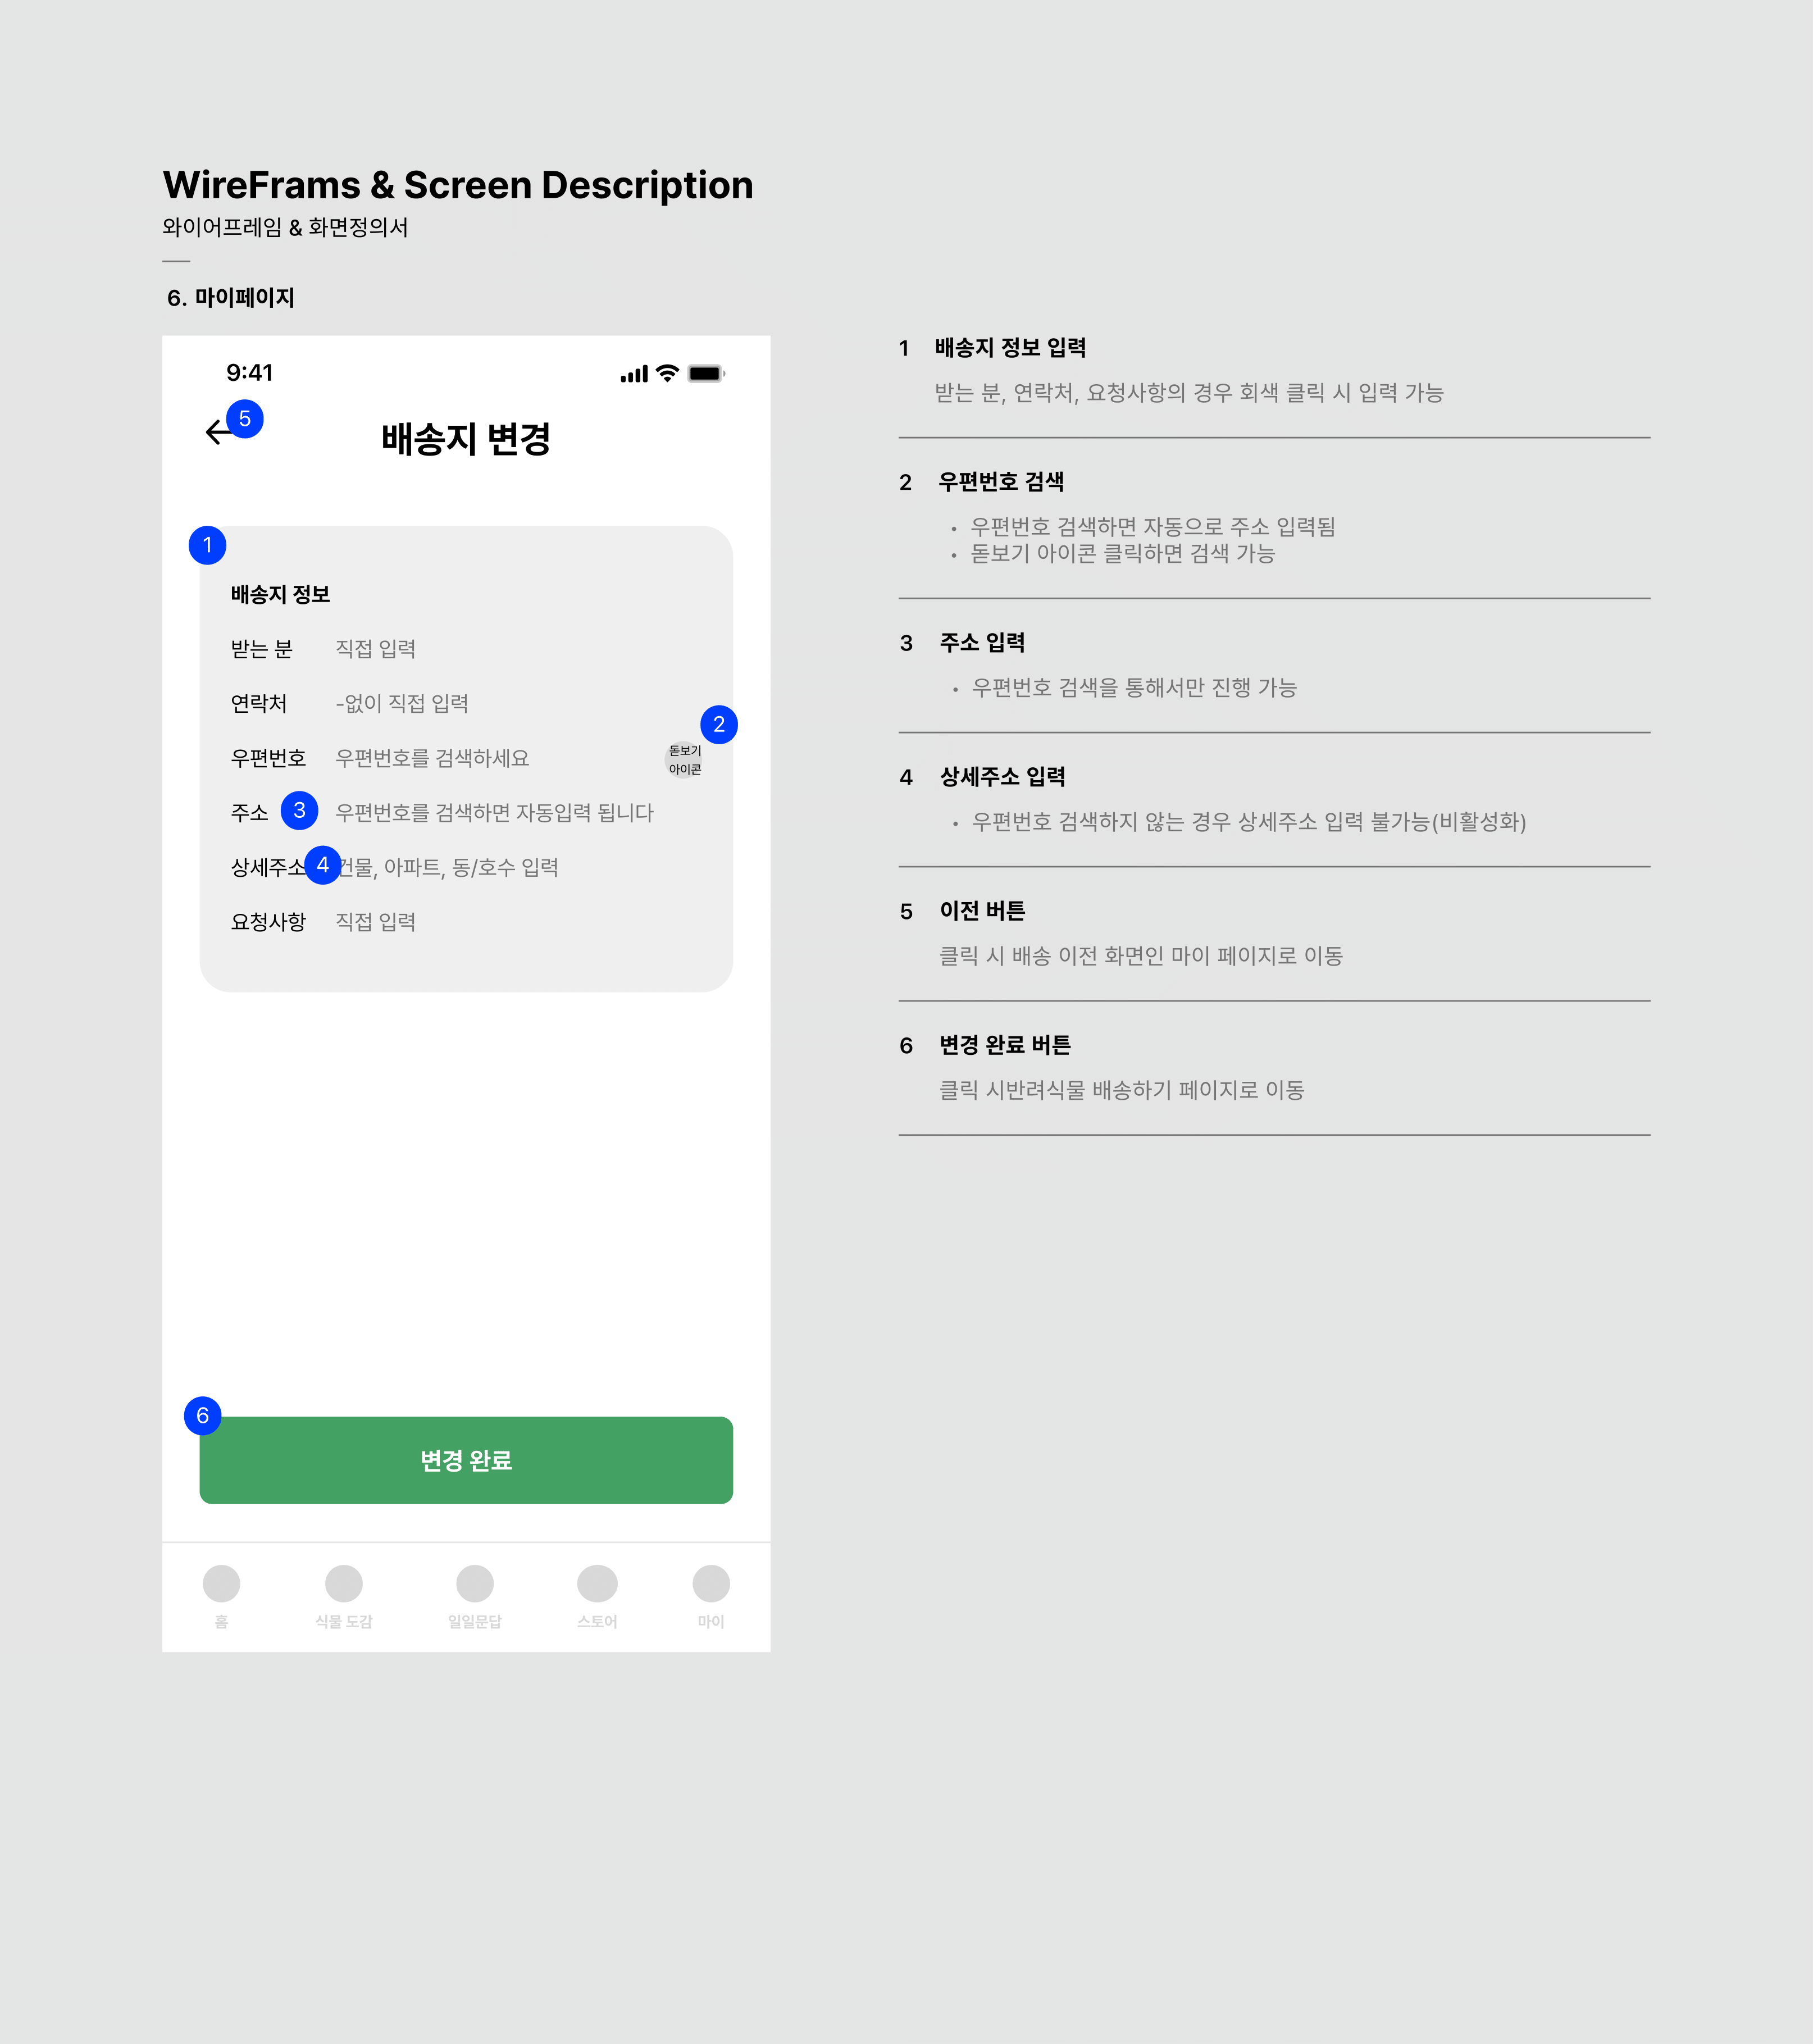 WireFrams & Screen Description
와이어프레임 & 화면정의서
6. 마이페이지
9:41
5
배송지 변경
1
배송지 정보
받는 분 직접 입력
연락처 -없이 직접 입력
2
우편번호 우편번호를 검색하세요
돋보기
아이콘
주소 3 우편번호를 검색하면 자동입력 됩니다
상세주소 4 건물, 아파트, 동/호수 입력
요청사항 직접 입력
6
변경 완료
홈 식물 도감 일일문답 스토어 마이
1 배송지 정보 입력
받는 분, 연락처, 요청사항의 경우 회색 클릭 시 입력 가능
2 우편번호 검색
• 우편번호 검색하면 자동으로 주소 입력됨
• 돋보기 아이콘 클릭하면 검색 가능
3 주소 입력
• 우편번호 검색을 통해서만 진행 가능
4 상세주소 입력
• 우편번호 검색하지 않는 경우 상세주소 입력 불가능(비활성화)
5 이전 버튼
클릭 시 배송 이전 화면인 마이 페이지로 이동
6 변경 완료 버튼
클릭 시반려식물 배송하기 페이지로 이동